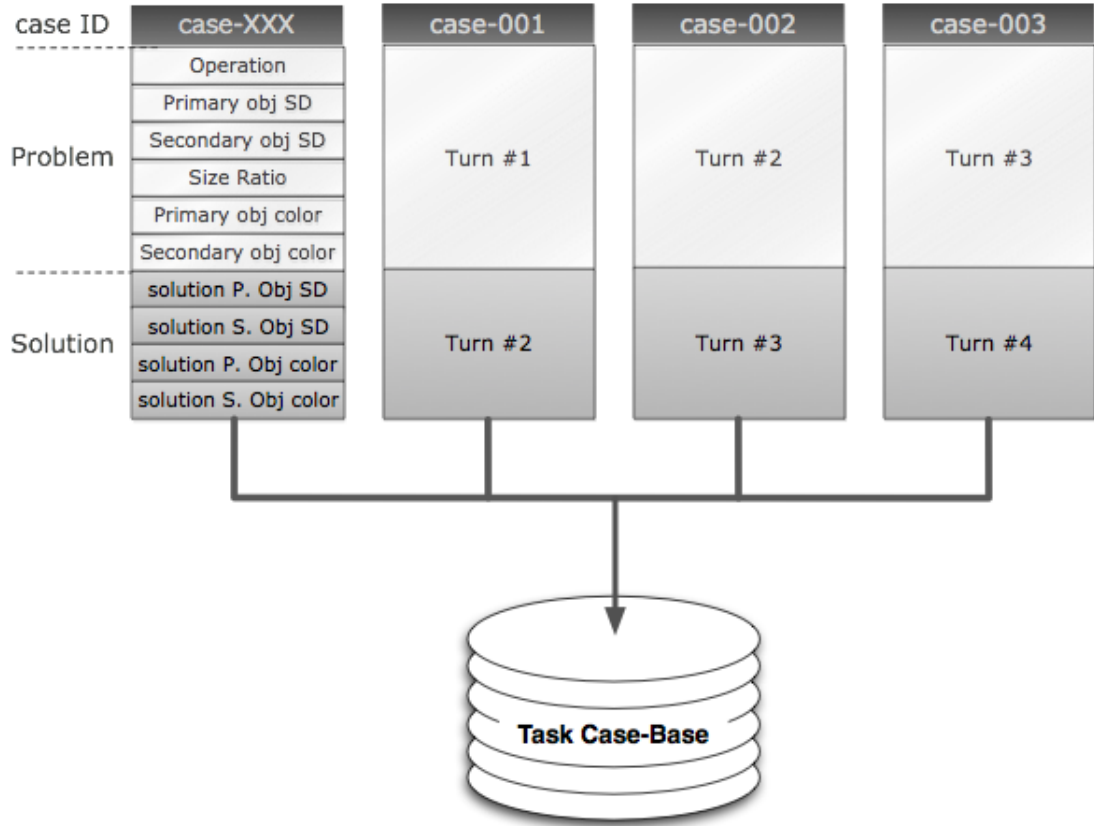 case ID
case-XXX
case-001
case-002
case-003
Problem
Operation
Primary obj SD
Secondary obj SD
Size Ratio
Primary obj color
Secondary obj color
Turn #1
Turn #2
Turn #3
Solution
solution P. Obj SD
solution S. Obj SD
solution P. Obj color
solution S. Obj color
Turn #2
Turn #3
Turn #4
Task Case-Base